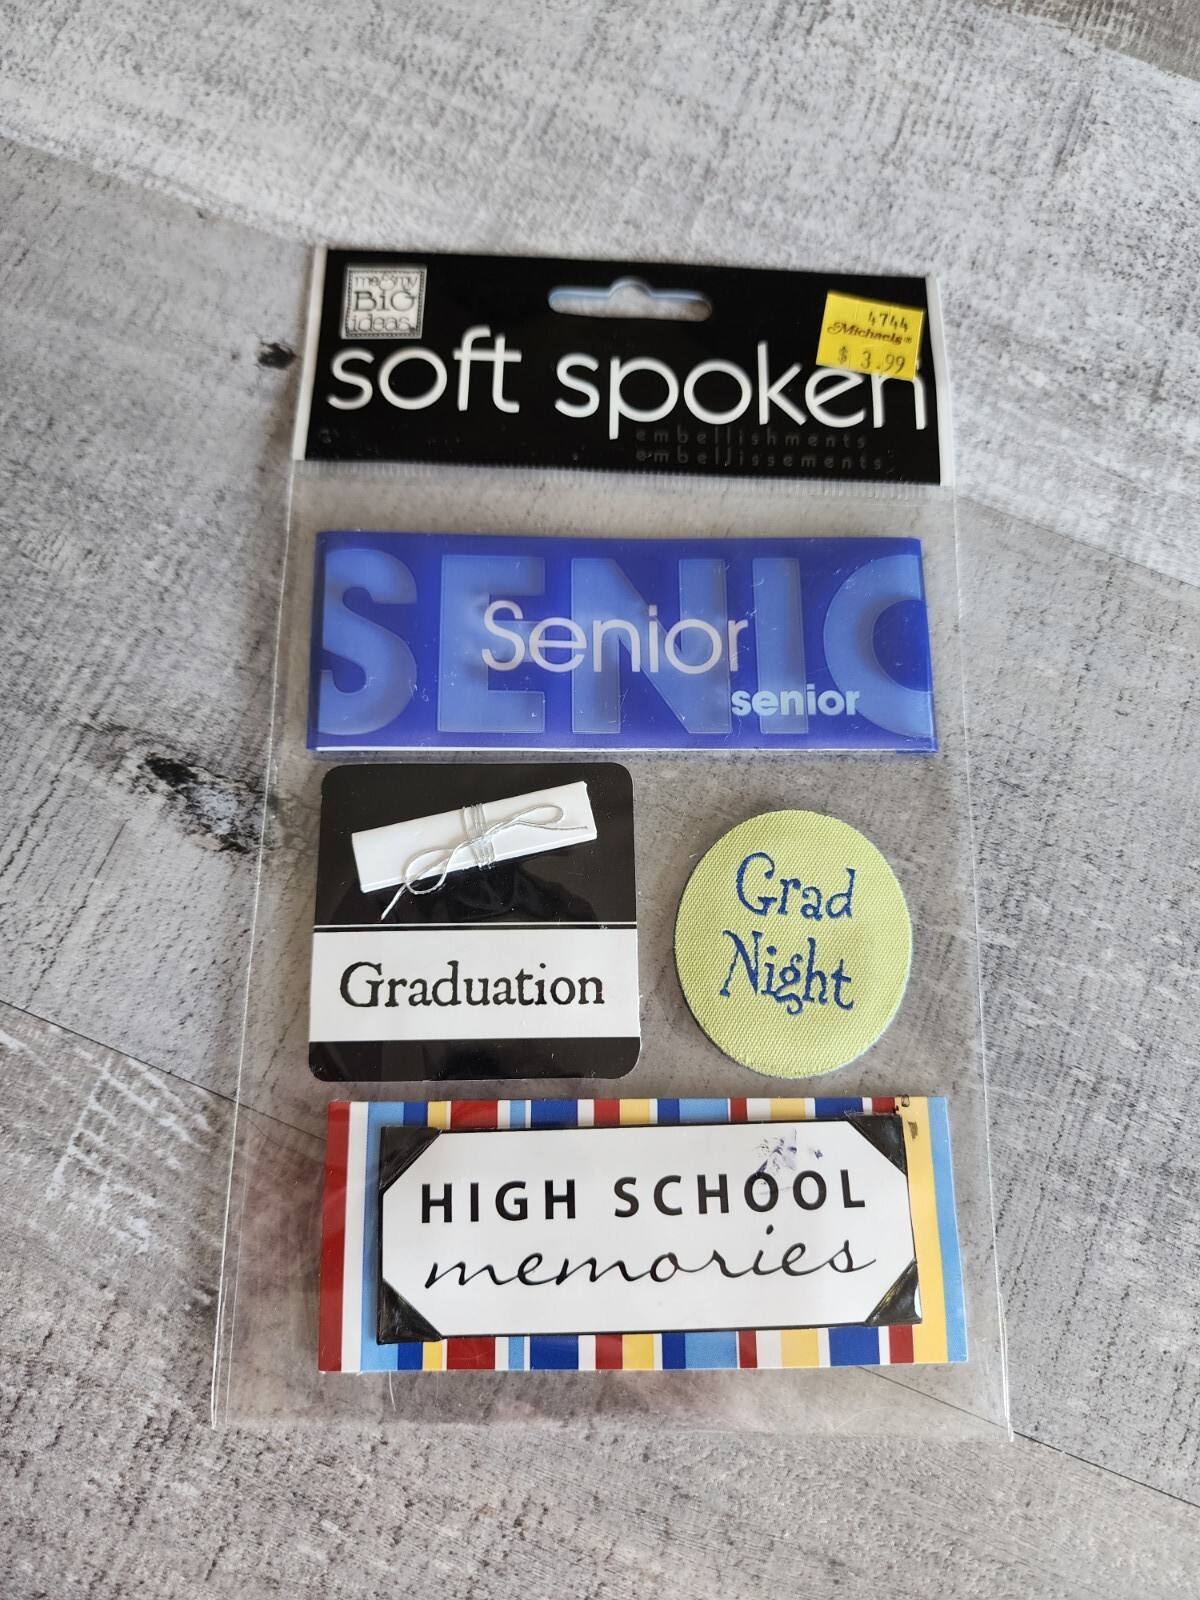 me & my
BiG
ideas
4744
Michaels
$ 3.99
soft spoken
embellishments
embellissements
SENIO
Senior
senior
Graduation
Grad
Night
HIGH SCHOOL
memories